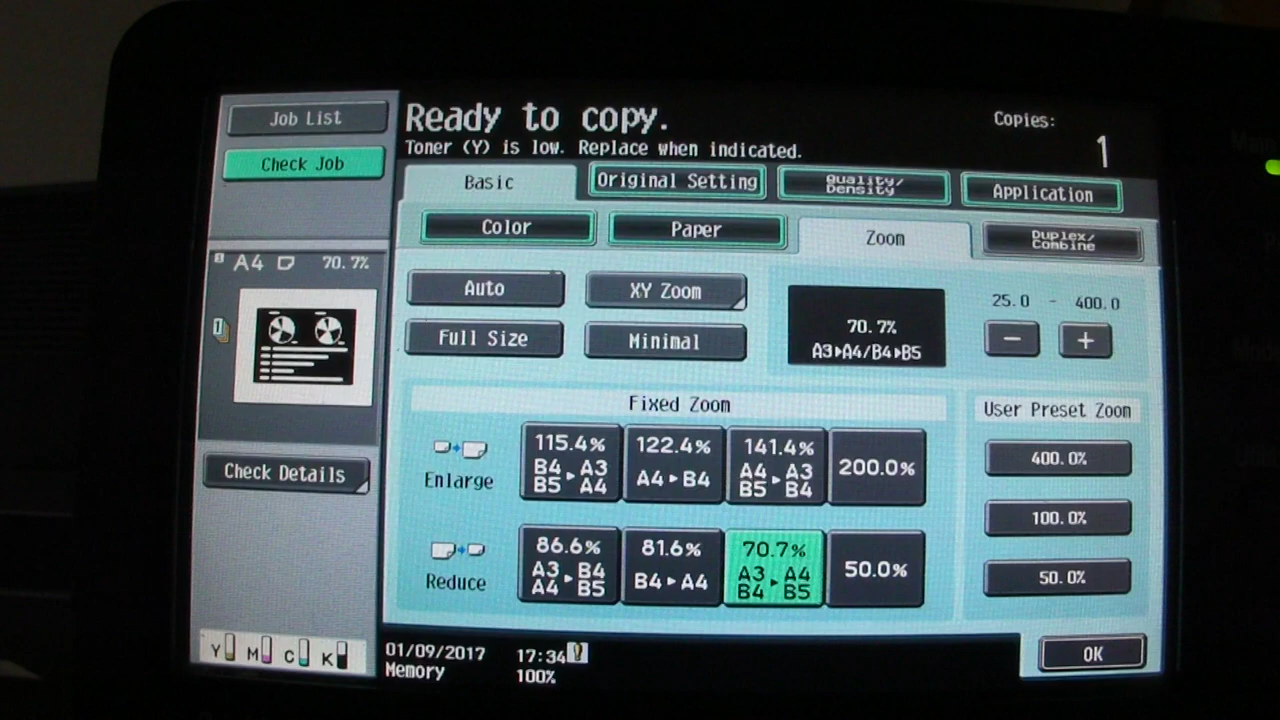 Job List
Check Job
Ready to copy.
Toner (Y) is low. Replace when indicated.
Copies:
1
Basic
Original Setting
Quality/
Density
Application
Color
Paper
Zoom
Duplex/
Combine
A4 70.7%
1
Check Details
Auto
XY Zoom
Full Size
Minimal
70.7%
A3▸A4/B4▸B5
25.0 - 400.0
−
+
Fixed Zoom
Enlarge
115.4%
B4 ▸ A3
B5 A4
122.4%
A4 ▸ B4
141.4%
A4 ▸ A3
B5 B4
200.0%
Reduce
86.6%
A3 ▸ B4
A4 B5
81.6%
B4 ▸ A4
70.7%
A3 ▸ A4
B4 B5
50.0%
User Preset Zoom
400.0%
100.0%
50.0%
Y M C K
01/09/2017 17:34
Memory 100%
OK